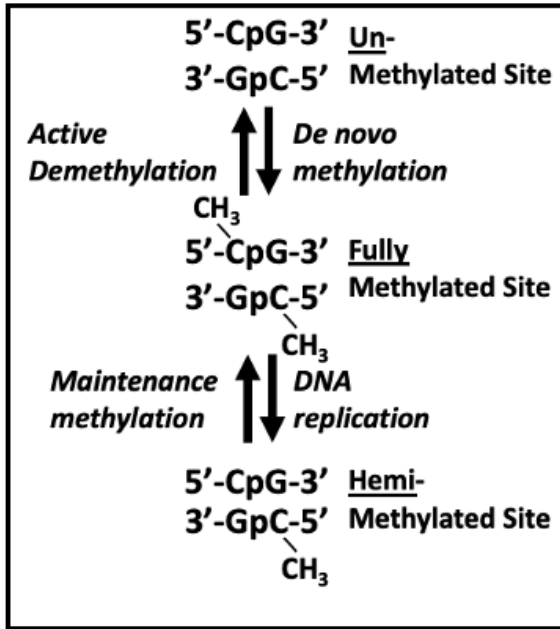 5’-CpG-3’ Un-
3’-GpC-5’ Methylated Site
Active
Demethylation
De novo
methylation
CH3
5’-CpG-3’ Fully
3’-GpC-5’ Methylated Site
CH3
Maintenance
methylation
DNA
replication
5’-CpG-3’ Hemi-
3’-GpC-5’ Methylated Site
CH3